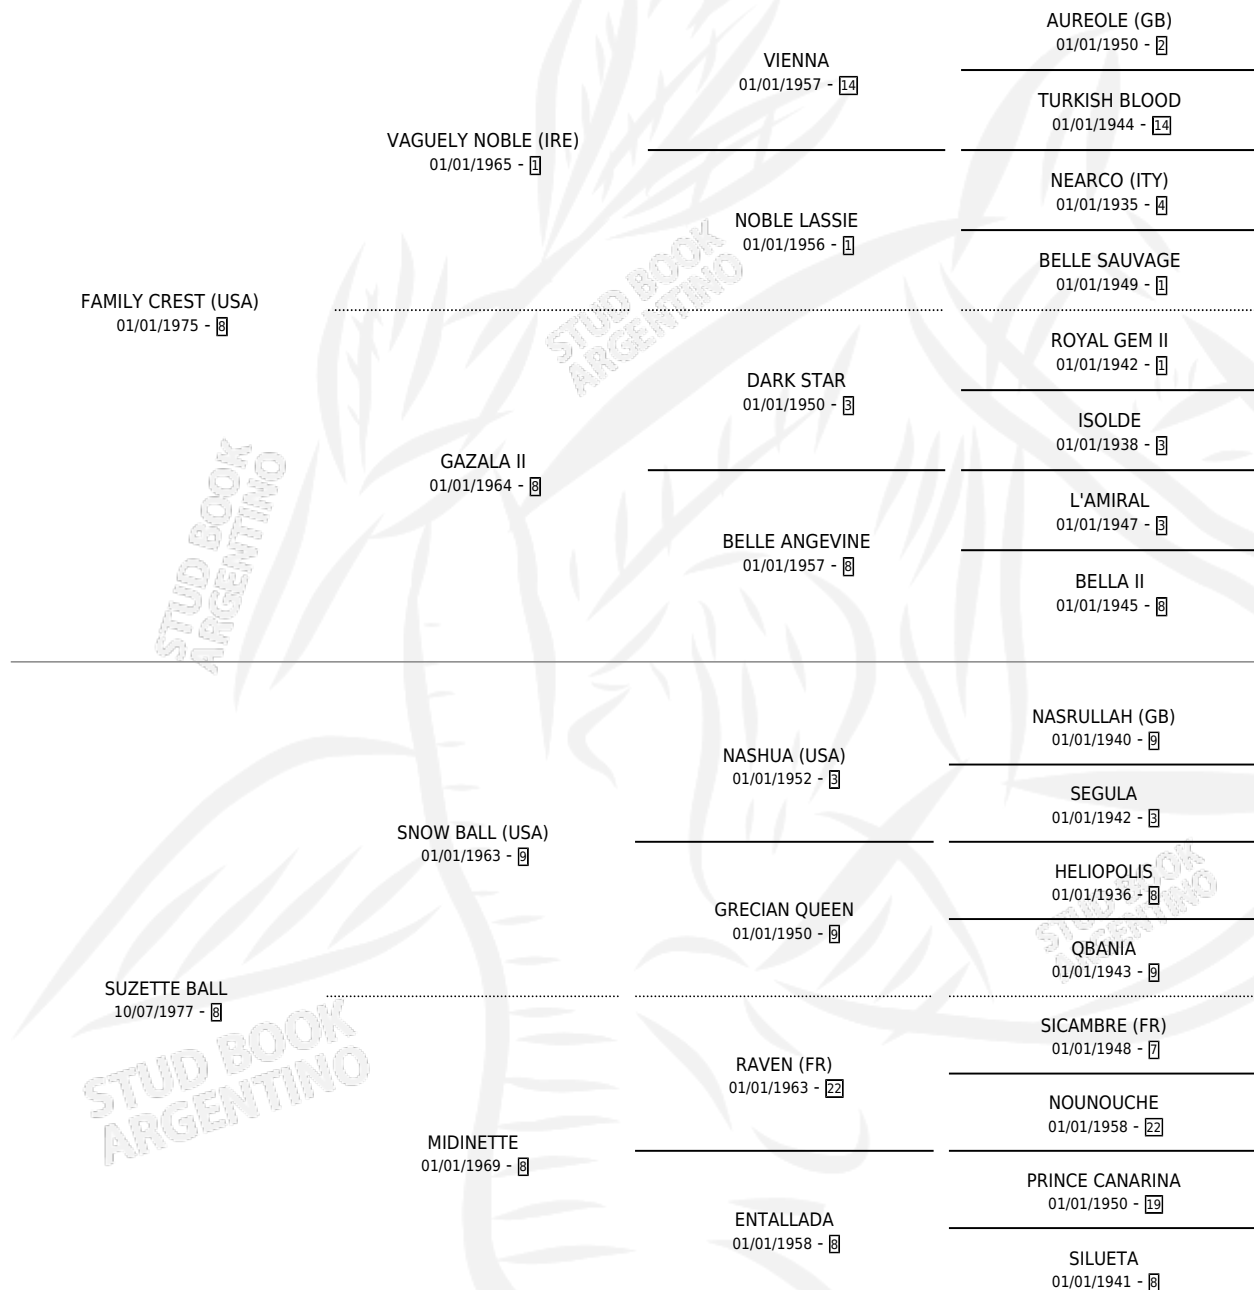 AUREOLE (GB)
01/01/1950 - 2
VIENNA
01/01/1957 - 14
TURKISH BLOOD
01/01/1944 - 14
VAGUELY NOBLE (IRE)
01/01/1965 - 1
NEARCO (ITY)
01/01/1935 - 4
NOBLE LASSIE
01/01/1956 - 1
BELLE SAUVAGE
01/01/1949 - 1
FAMILY CREST (USA)
01/01/1975 - 8
ROYAL GEM II
01/01/1942 - 1
DARK STAR
01/01/1950 - 3
ISOLDE
01/01/1938 - 3
GAZALA II
01/01/1964 - 8
L'AMIRAL
01/01/1947 - 3
BELLE ANGEVINE
01/01/1957 - 8
BELLA II
01/01/1945 - 8
NASRULLAH (GB)
01/01/1940 - 9
NASHUA (USA)
01/01/1952 - 3
SEGULA
01/01/1942 - 3
SNOW BALL (USA)
01/01/1963 - 9
HELIOPOLIS
01/01/1936 - 8
GRECIAN QUEEN
01/01/1950 - 9
QBANIA
01/01/1943 - 9
SUZETTE BALL
10/07/1977 - 8
SICAMBRE (FR)
01/01/1948 - 7
RAVEN (FR)
01/01/1963 - 22
NOUNOUCHE
01/01/1958 - 22
MIDINETTE
01/01/1969 - 8
PRINCE CANARINA
01/01/1950 - 19
ENTALLADA
01/01/1958 - 8
SILUETA
01/01/1941 - 8
STUD BOOK
ARGENTINO
STUD BOOK
ARGENTINO
STUD BOOK
ARGENTINO
STUD BOOK
ARGENTINO